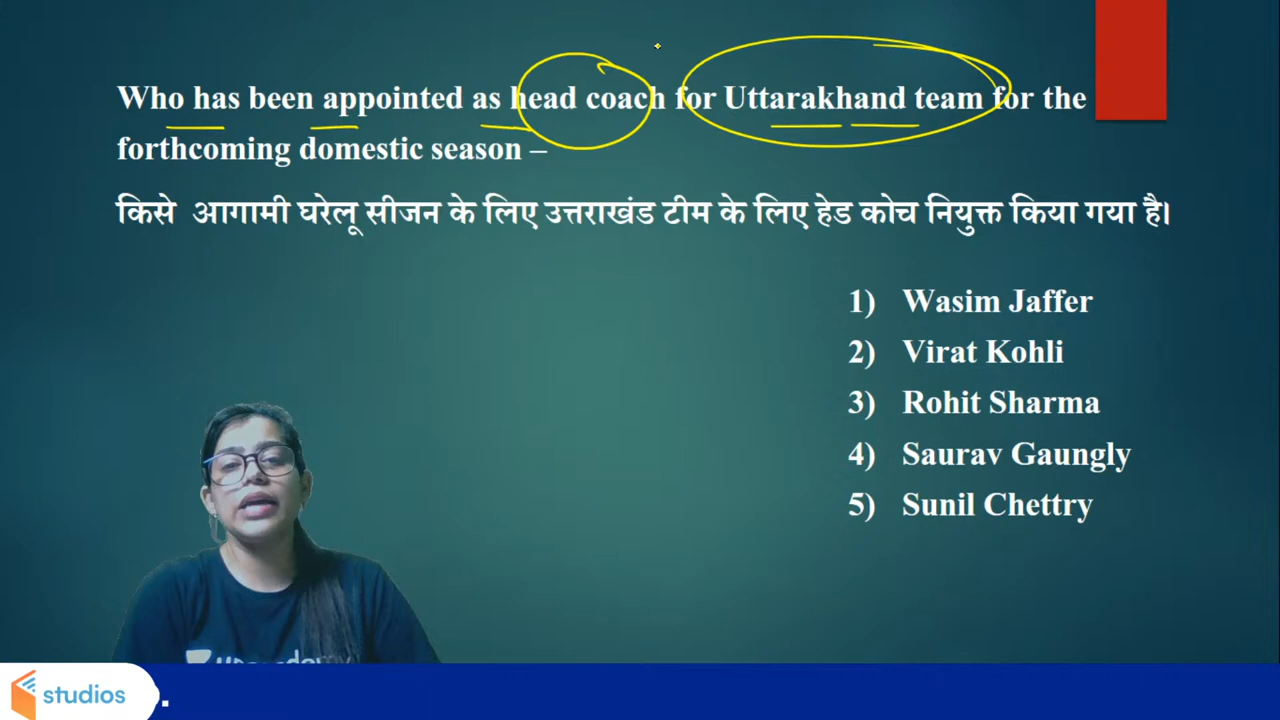 Who has been appointed as head coach for Uttarakhand team for the
forthcoming domestic season –
किसे आगामी घरेलू सीजन के लिए उत्तराखंड टीम के लिए हेड कोच नियुक्त किया गया है।
1) Wasim Jaffer
2) Virat Kohli
3) Rohit Sharma
4) Saurav Gaungly
5) Sunil Chettry
studios